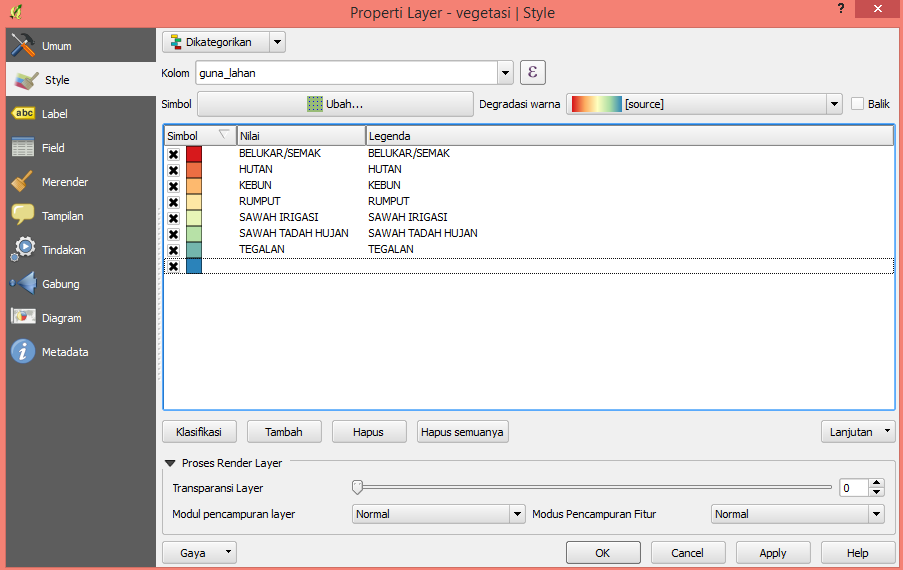 Properti Layer - vegetasi | Style
?
Umum
Style
abc Label
Field
Merender
Tampilan
Tindakan
Gabung
Diagram
Metadata
Dikategorikan
Kolom guna_lahan ε
Simbol Ubah... Degradasi warna [source] Balik
Simbol Nilai Legenda
BELUKAR/SEMAK BELUKAR/SEMAK
HUTAN HUTAN
KEBUN KEBUN
RUMPUT RUMPUT
SAWAH IRIGASI SAWAH IRIGASI
SAWAH TADAH HUJAN SAWAH TADAH HUJAN
TEGALAN TEGALAN
Klasifikasi Tambah Hapus Hapus semuanya Lanjutan
Proses Render Layer
Transparansi Layer 0
Modul pencampuran layer Normal Modus Pencampuran Fitur Normal
Gaya OK Cancel Apply Help